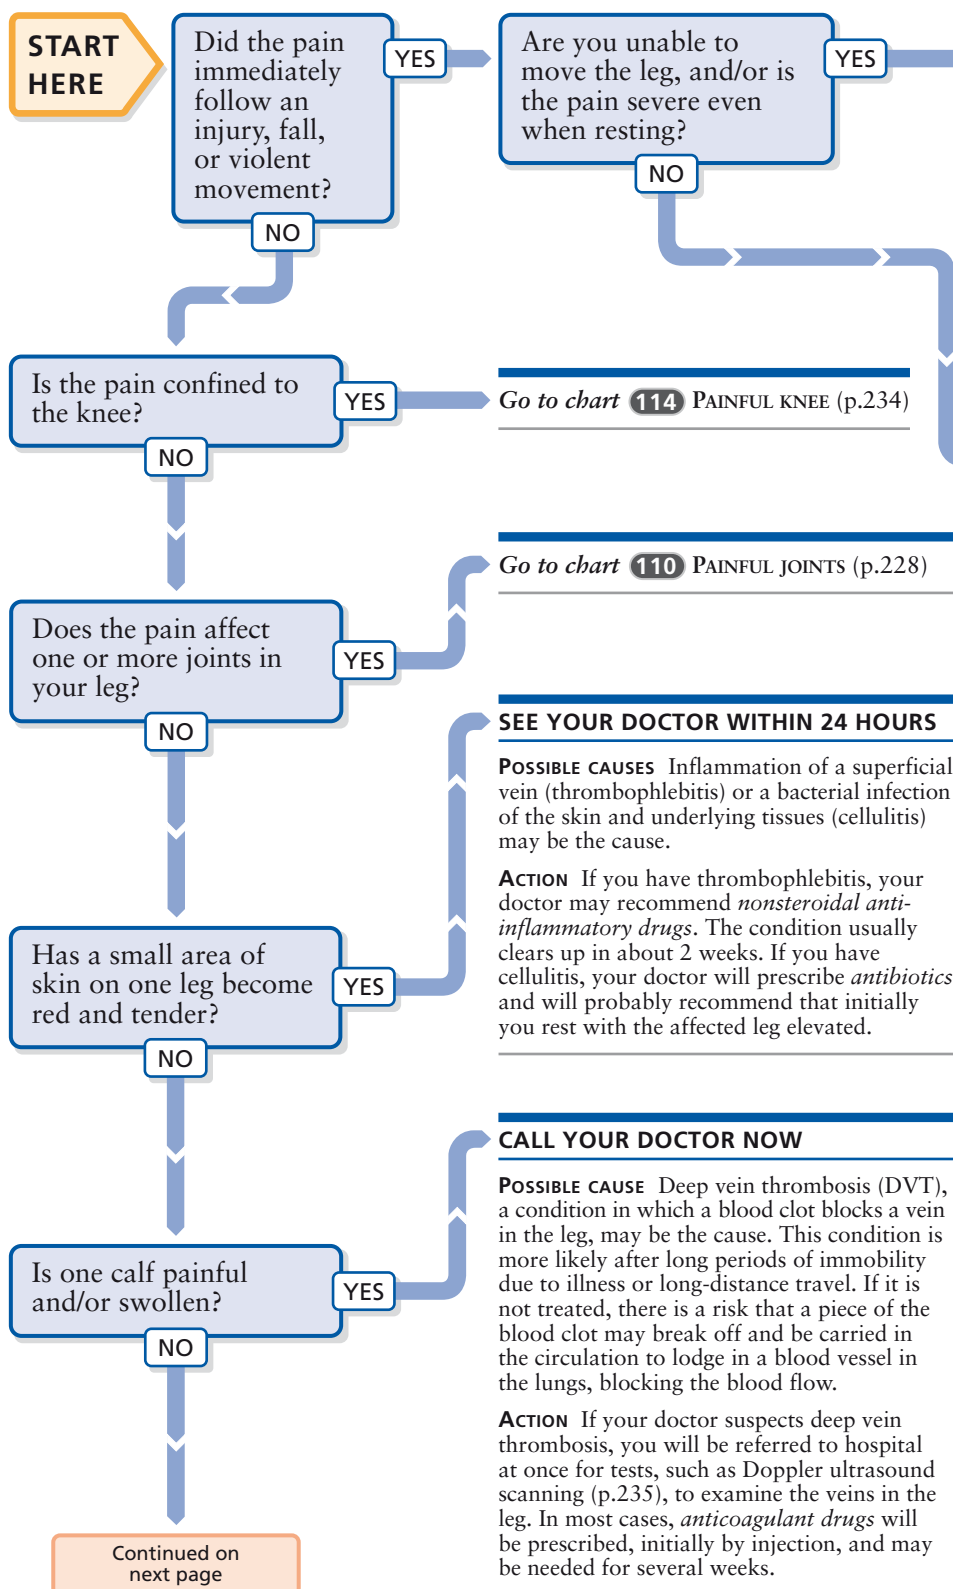 START
HERE
Did the pain
immediately
follow an
injury, fall,
or violent
movement?
YES
NO
Are you unable to
move the leg, and/or is
the pain severe even
when resting?
YES
NO
Is the pain confined to
the knee?
YES
NO
Go to chart 114 PAINFUL KNEE (p.234)
Does the pain affect
one or more joints in
your leg?
YES
NO
Go to chart 110 PAINFUL JOINTS (p.228)
Has a small area of
skin on one leg become
red and tender?
YES
NO
SEE YOUR DOCTOR WITHIN 24 HOURS
POSSIBLE CAUSES Inflammation of a superficial
vein (thrombophlebitis) or a bacterial infection
of the skin and underlying tissues (cellulitis)
may be the cause.
ACTION If you have thrombophlebitis, your
doctor may recommend nonsteroidal anti-
inflammatory drugs. The condition usually
clears up in about 2 weeks. If you have
cellulitis, your doctor will prescribe antibiotics
and will probably recommend that initially
you rest with the affected leg elevated.
Is one calf painful
and/or swollen?
YES
NO
CALL YOUR DOCTOR NOW
POSSIBLE CAUSE Deep vein thrombosis (DVT),
a condition in which a blood clot blocks a vein
in the leg, may be the cause. This condition is
more likely after long periods of immobility
due to illness or long-distance travel. If it is
not treated, there is a risk that a piece of the
blood clot may break off and be carried in
the circulation to lodge in a blood vessel in
the lungs, blocking the blood flow.
ACTION If your doctor suspects deep vein
thrombosis, you will be referred to hospital
at once for tests, such as Doppler ultrasound
scanning (p.235), to examine the veins in the
leg. In most cases, anticoagulant drugs will
be prescribed, initially by injection, and may
be needed for several weeks.
Continued on
next page